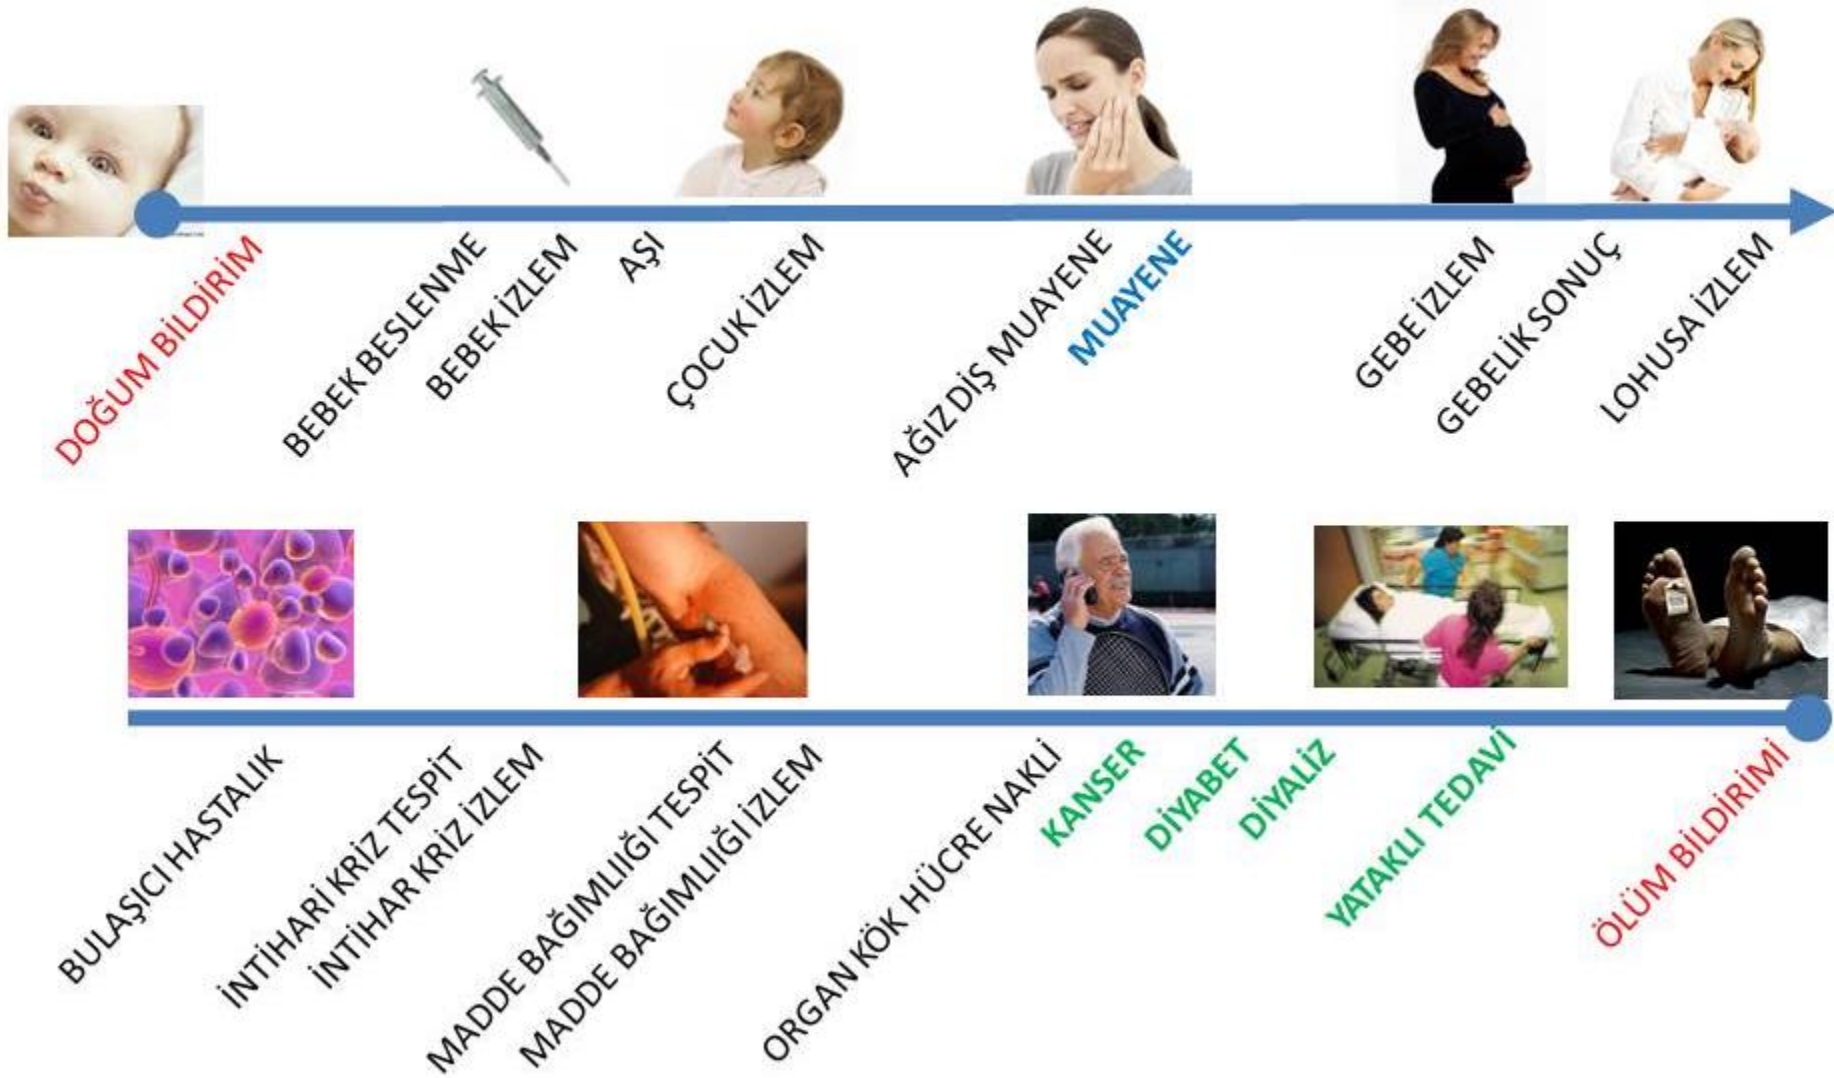 DOĞUM BİLDİRİM
BEBEK BESLENME
BEBEK İZLEM
AŞI
ÇOCUK İZLEM
AĞIZ DİŞ MUAYENE
MUAYENE
GEBE İZLEM
GEBELİK SONUÇ
LOHUSA İZLEM
BULAŞICI HASTALIK
İNTİHARİ KRİZ TESPİT
İNTİHAR KRİZ İZLEM
MADDE BAĞIMLIIĞI TESPİT
MADDE BAĞIMLIIĞI İZLEM
ORGAN KÖK HÜCRE NAKLİ
KANSER
DİYABET
DİYALİZ
YATAKLI TEDAVİ
ÖLÜM BİLDİRİMİ